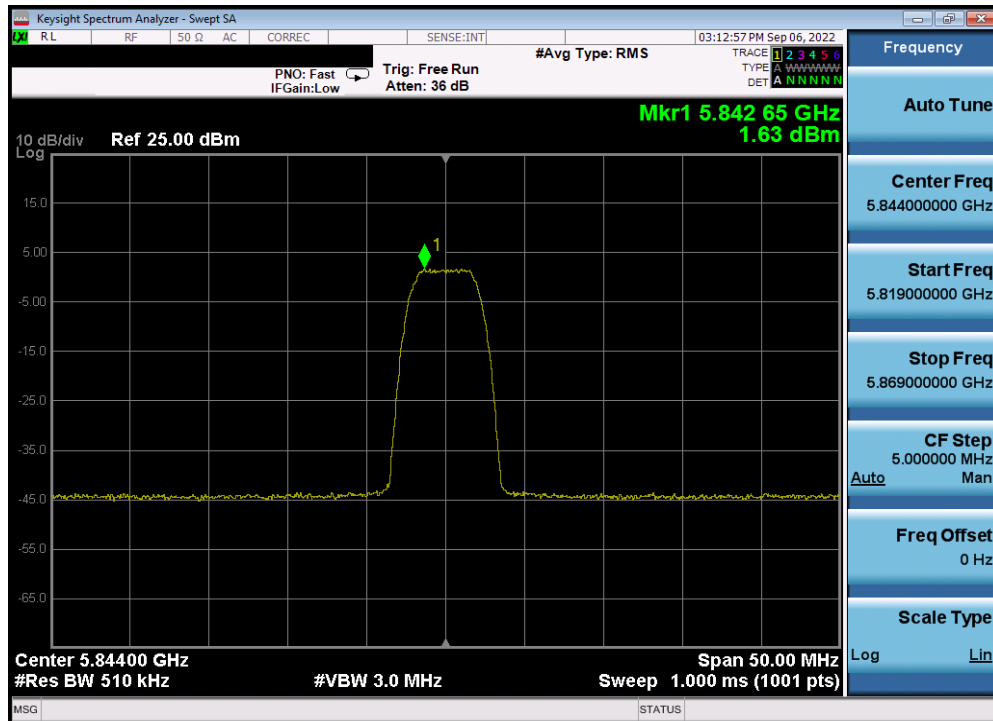 Keysight Spectrum Analyzer - Swept SA
LXI RL RF 50 Ω AC CORREC SENSE:INT 03:12:57 PM Sep 06, 2022
#Avg Type: RMS TRACE 1 2 3 4 5 6
PNO: Fast Trig: Free Run TYPE A WWWWW
IFGain:Low Atten: 36 dB DET A N N N N N
Mkr1 5.842 65 GHz
1.63 dBm
10 dB/div Ref 25.00 dBm
Log
15.0
5.00
1
-5.00
-15.0
-25.0
-35.0
-45.0
-55.0
-65.0
Center 5.84400 GHz Span 50.00 MHz
#Res BW 510 kHz #VBW 3.0 MHz Sweep 1.000 ms (1001 pts)
MSG STATUS
Frequency
Auto Tune
Center Freq
5.844000000 GHz
Start Freq
5.819000000 GHz
Stop Freq
5.869000000 GHz
CF Step
5.000000 MHz
Auto Man
Freq Offset
0 Hz
Scale Type
Log Lin